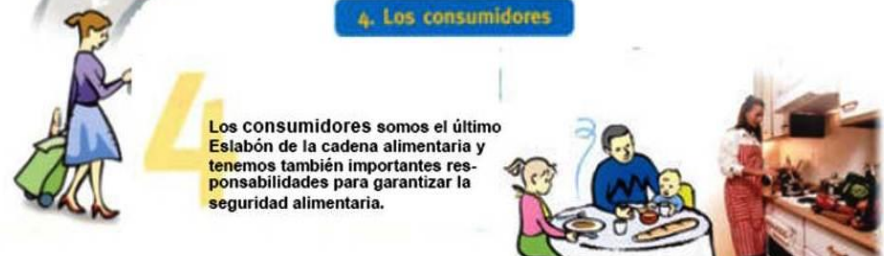 4. Los consumidores
4
Los consumidores somos el último
Eslabón de la cadena alimentaria y
tenemos también importantes res-
ponsabilidades para garantizar la
seguridad alimentaria.